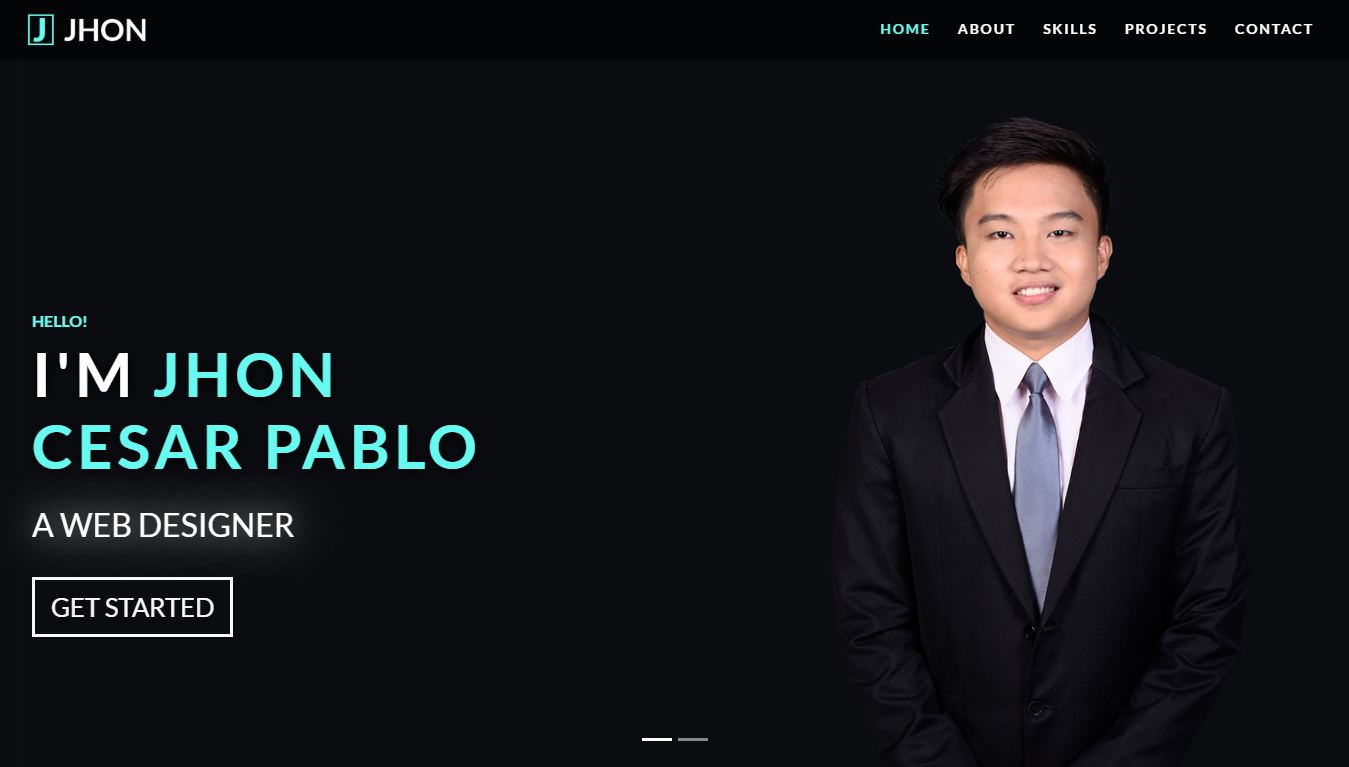 J JHON
HOME ABOUT SKILLS PROJECTS CONTACT
HELLO!
I'M JHON
CESAR PABLO
A WEB DESIGNER
GET STARTED